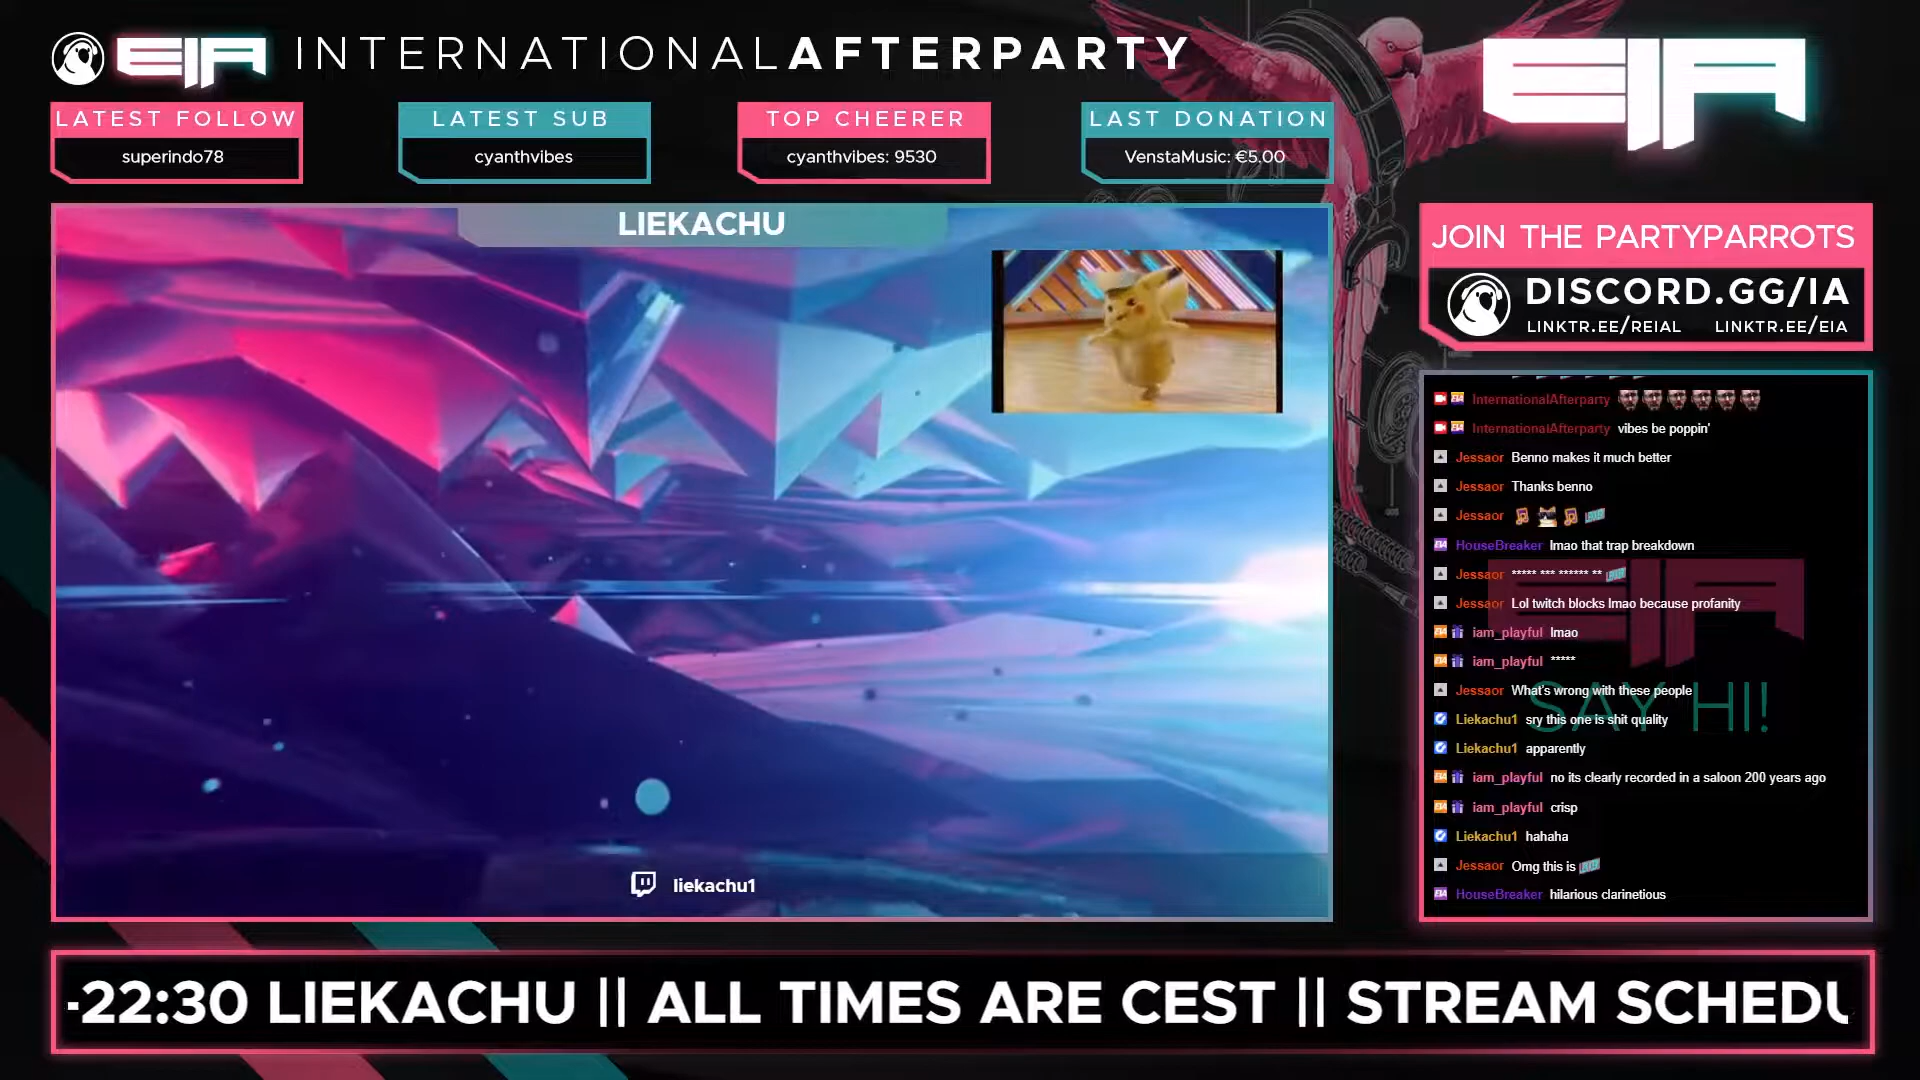 EIA INTERNATIONALAFTERPARTY
EIA
LATEST FOLLOW
superindo78
LATEST SUB
cyanthvibes
TOP CHEERER
cyanthvibes: 9530
LAST DONATION
VenstaMusic: €5.00
LIEKACHU
liekachu1
JOIN THE PARTYPARROTS
DISCORD.GG/IA
LINKTR.EE/REIAL LINKTR.EE/EIA
InternationalAfterparty
InternationalAfterparty vibes be poppin'
Jessaor Benno makes it much better
Jessaor Thanks benno
Jessaor
HouseBreaker lmao that trap breakdown
Jessaor ***** *** ****** **
Jessaor Lol twitch blocks lmao because profanity
iam_playful lmao
iam_playful *****
Jessaor What's wrong with these people
Liekachu1 sry this one is shit quality
Liekachu1 apparently
iam_playful no its clearly recorded in a saloon 200 years ago
iam_playful crisp
Liekachu1 hahaha
Jessaor Omg this is
HouseBreaker hilarious clarinetious
EIA
SAY HI!
-22:30 LIEKACHU || ALL TIMES ARE CEST || STREAM SCHEDU